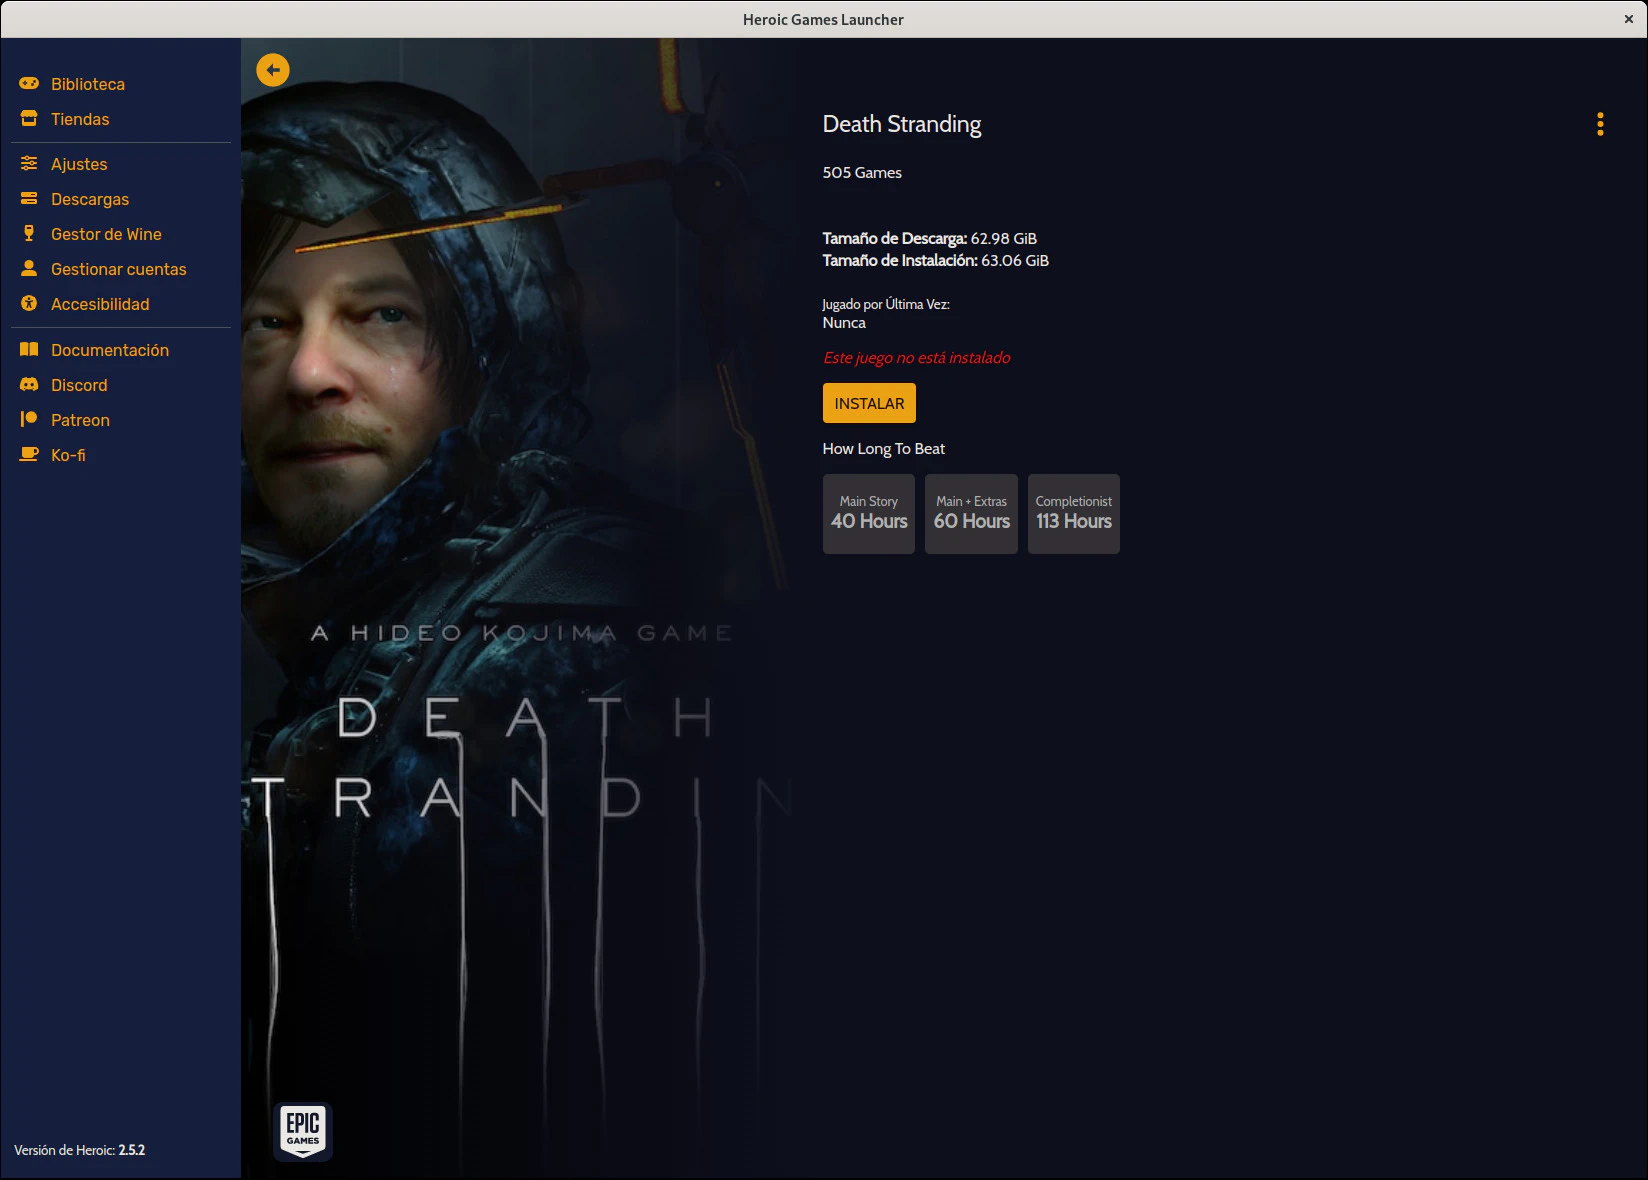 Heroic Games Launcher
Biblioteca
Tiendas
Ajustes
Descargas
Gestor de Wine
Gestionar cuentas
Accesibilidad
Documentación
Discord
Patreon
Ko-fi
Versión de Heroic: 2.5.2
A HIDEO KOJIMA GAME
DEATH
TRANDIN
EPIC
GAMES
Death Stranding
505 Games
Tamaño de Descarga: 62.98 GiB
Tamaño de Instalación: 63.06 GiB
Jugado por Última Vez:
Nunca
Este juego no está instalado
INSTALAR
How Long To Beat
Main Story
40 Hours
Main + Extras
60 Hours
Completionist
113 Hours